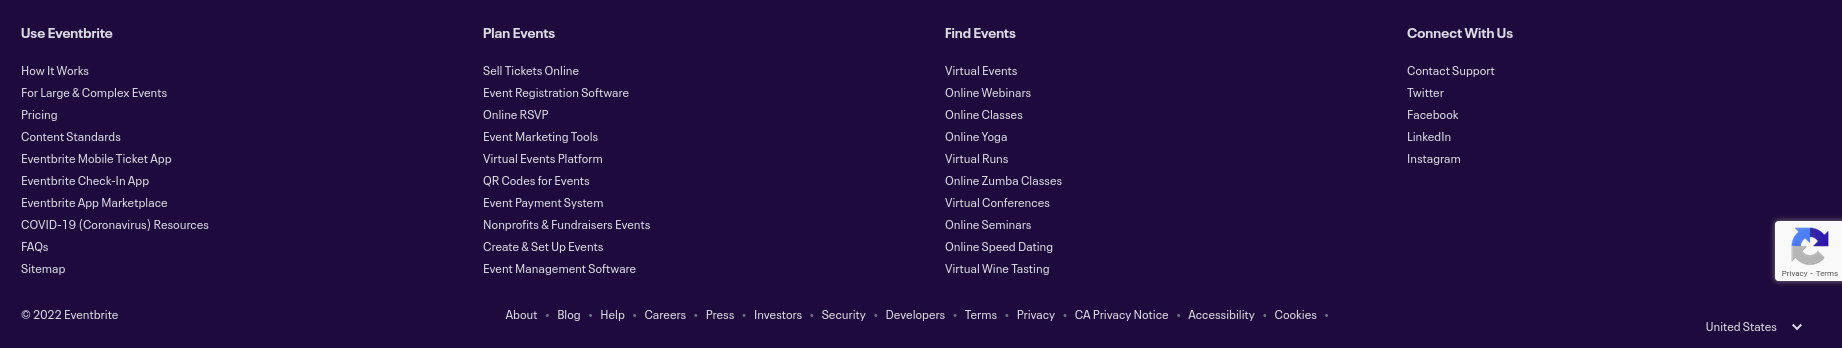 Use Eventbrite
How It Works
For Large & Complex Events
Pricing
Content Standards
Eventbrite Mobile Ticket App
Eventbrite Check-In App
Eventbrite App Marketplace
COVID-19 (Coronavirus) Resources
FAQs
Sitemap
Plan Events
Sell Tickets Online
Event Registration Software
Online RSVP
Event Marketing Tools
Virtual Events Platform
QR Codes for Events
Event Payment System
Nonprofits & Fundraisers Events
Create & Set Up Events
Event Management Software
Find Events
Virtual Events
Online Webinars
Online Classes
Online Yoga
Virtual Runs
Online Zumba Classes
Virtual Conferences
Online Seminars
Online Speed Dating
Virtual Wine Tasting
Connect With Us
Contact Support
Twitter
Facebook
LinkedIn
Instagram
Privacy - Terms
© 2022 Eventbrite
About • Blog • Help • Careers • Press • Investors • Security • Developers • Terms • Privacy • CA Privacy Notice • Accessibility • Cookies •
United States